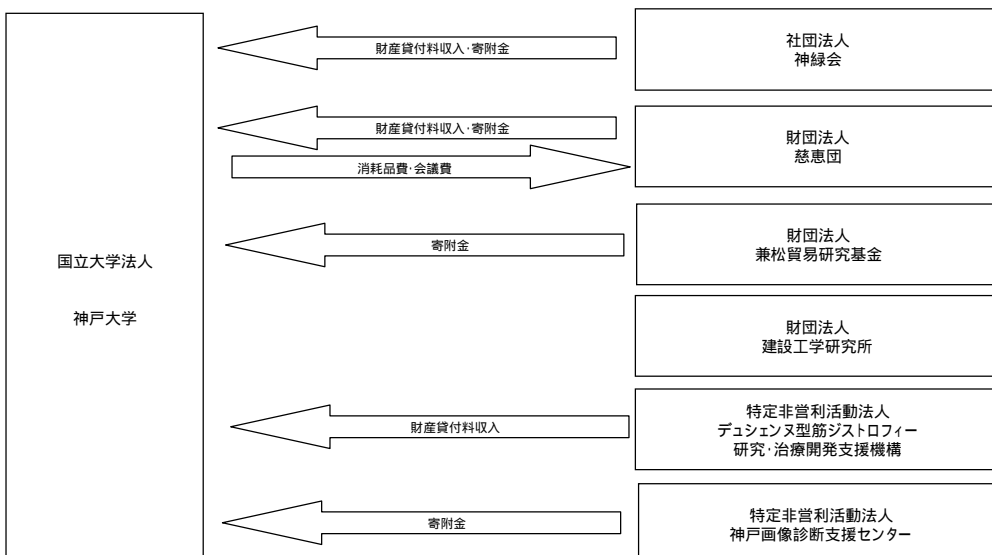 国立大学法人
神戸大学
財産貸付料収入・寄附金
社団法人
神緑会
財産貸付料収入・寄附金
消耗品費・会議費
財団法人
慈恵団
寄附金
財団法人
兼松貿易研究基金
財団法人
建設工学研究所
財産貸付料収入
特定非営利活動法人
デュシェンヌ型筋ジストロフィー
研究・治療開発支援機構
寄附金
特定非営利活動法人
神戸画像診断支援センター